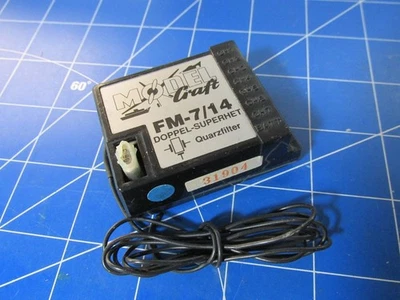 60°
MODEL
Craft
FM-7/14
DOPPEL-SUPERHET
Quarzfilter
31904